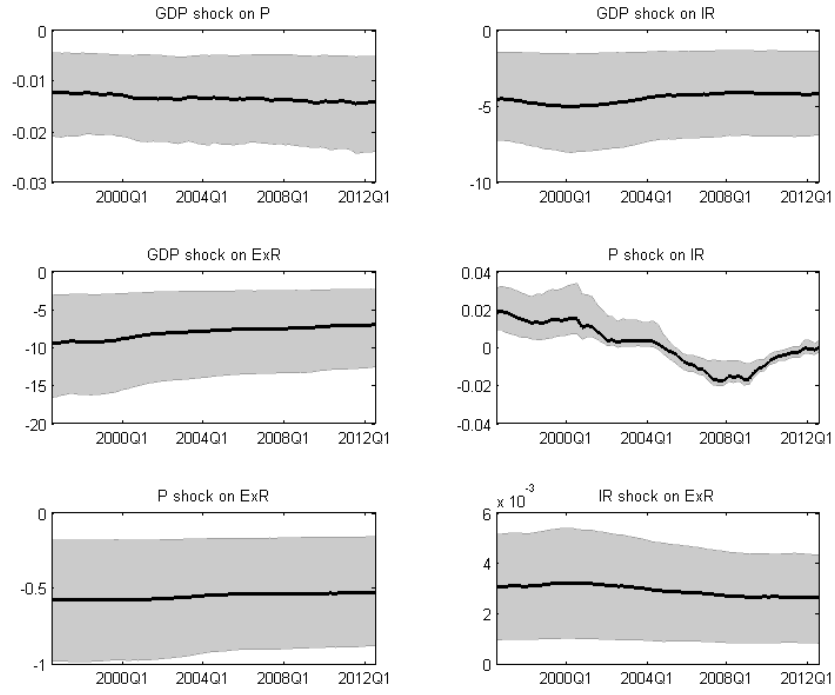 GDP shock on P
0
-0.01
-0.02
-0.03
2000Q1 2004Q1 2008Q1 2012Q1
GDP shock on IR
0
-5
-10
2000Q1 2004Q1 2008Q1 2012Q1
GDP shock on ExR
0
-5
-10
-15
-20
2000Q1 2004Q1 2008Q1 2012Q1
P shock on IR
0.04
0.02
0
-0.02
-0.04
2000Q1 2004Q1 2008Q1 2012Q1
P shock on ExR
0
-0.5
-1
2000Q1 2004Q1 2008Q1 2012Q1
IR shock on ExR
x 10-3
6
4
2
0
2000Q1 2004Q1 2008Q1 2012Q1